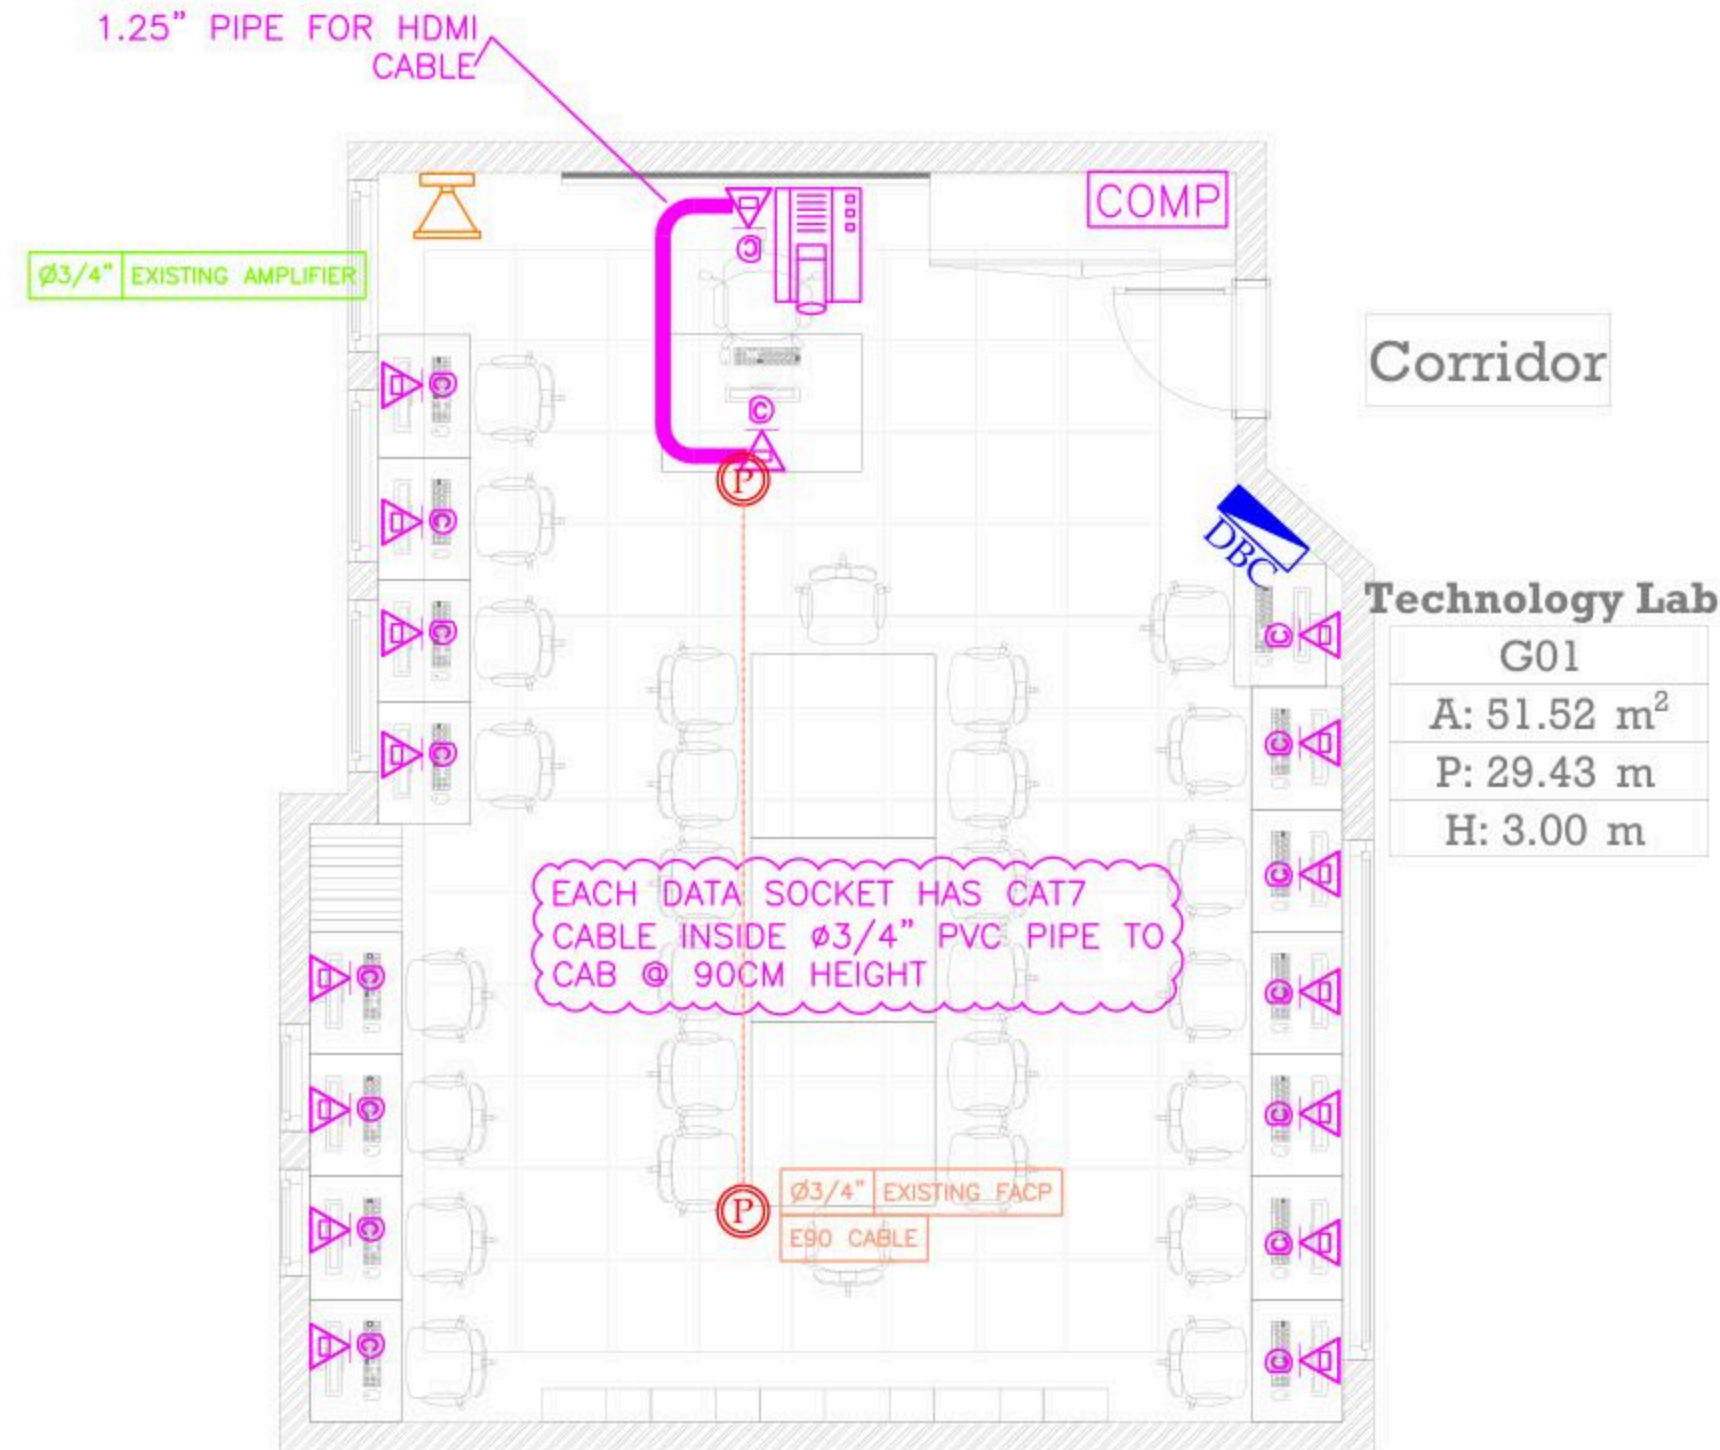 1.25” PIPE FOR HDMI
CABLE
COMP
Ø3/4" EXISTING AMPLIFIER
C
Corridor
C
C
C
P
C
DBC
Technology Lab
C
C
G01
A: 51.52 m²
C
C
P: 29.43 m
H: 3.00 m
C
EACH DATA SOCKET HAS CAT7
CABLE INSIDE ø3/4” PVC PIPE TO
CAB @ 90CM HEIGHT
C
C
C
C
Ø3/4" EXISTING FACP
P
E90 CABLE
C
C
C
C